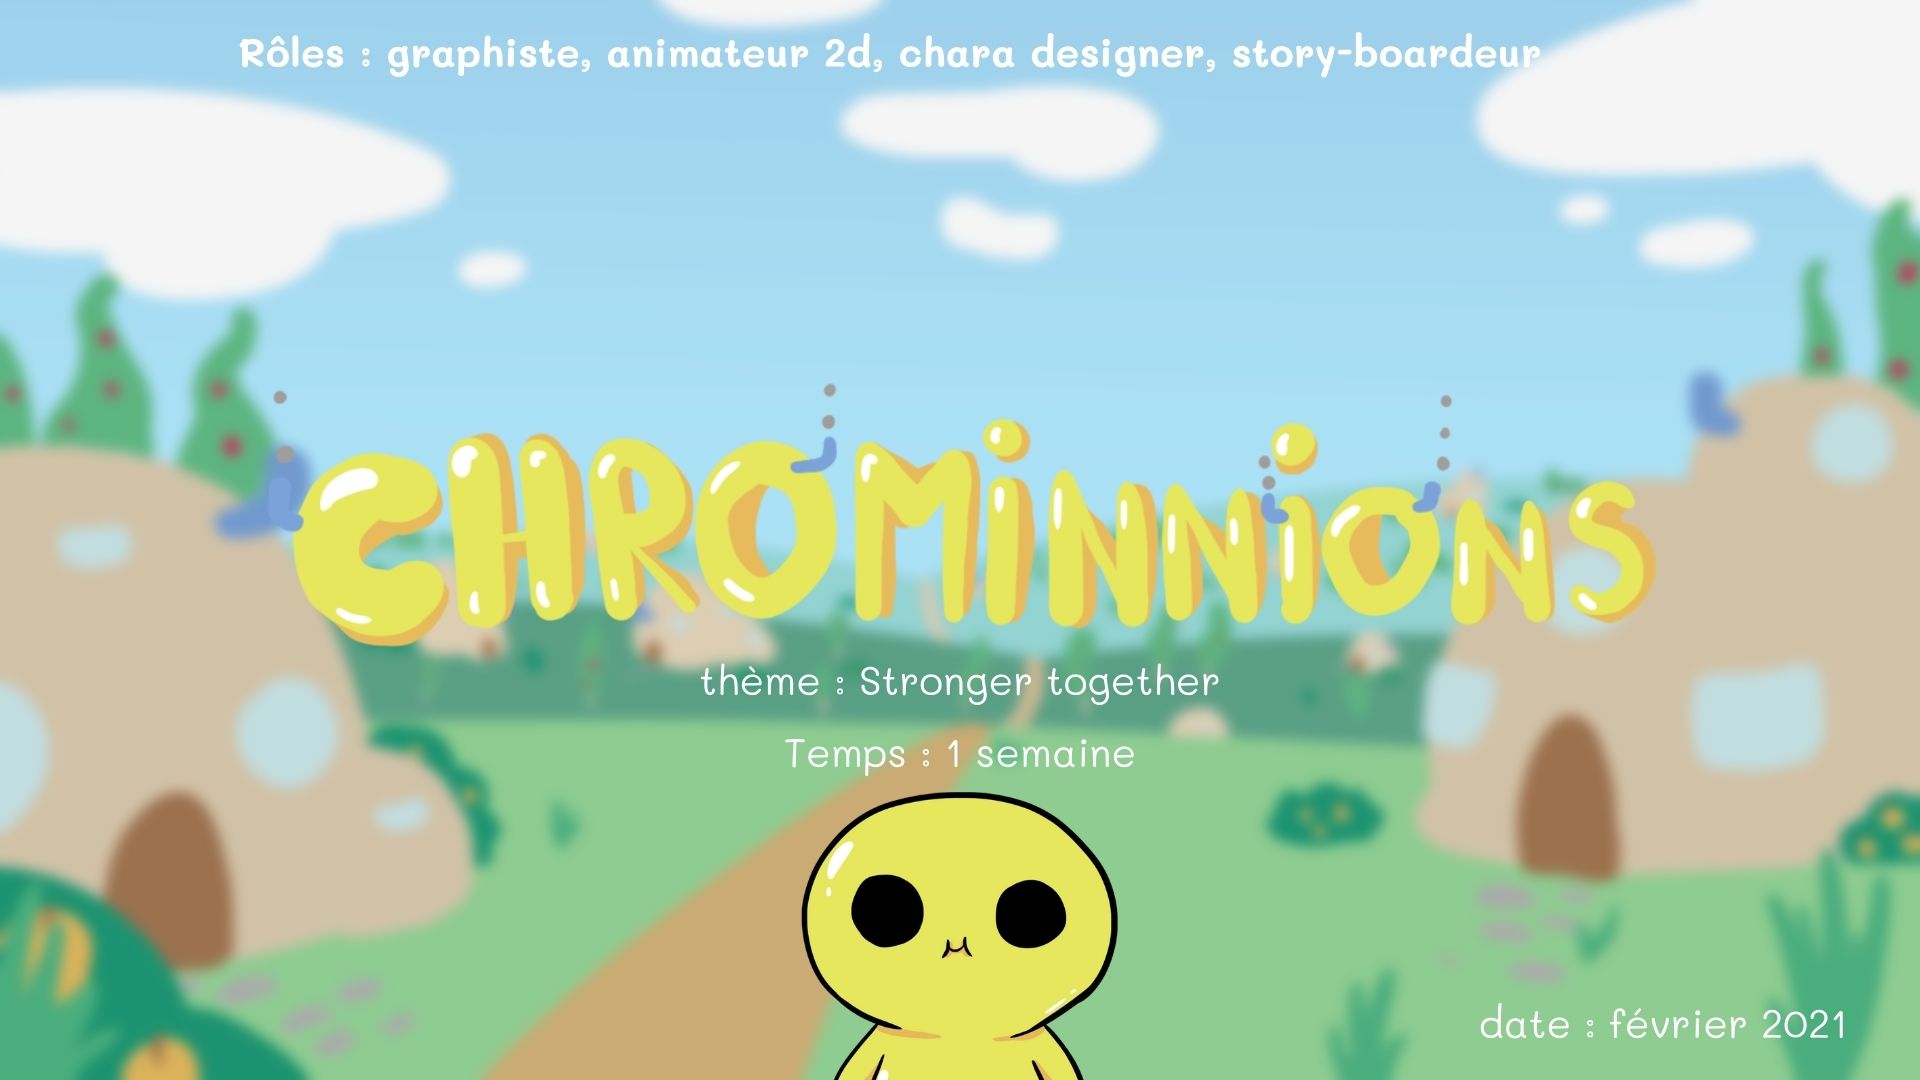 Rôles : graphiste, animateur 2d, chara designer, story-boardeur
CHROMiNNiONS
thème : Stronger together
Temps : 1 semaine
date : février 2021